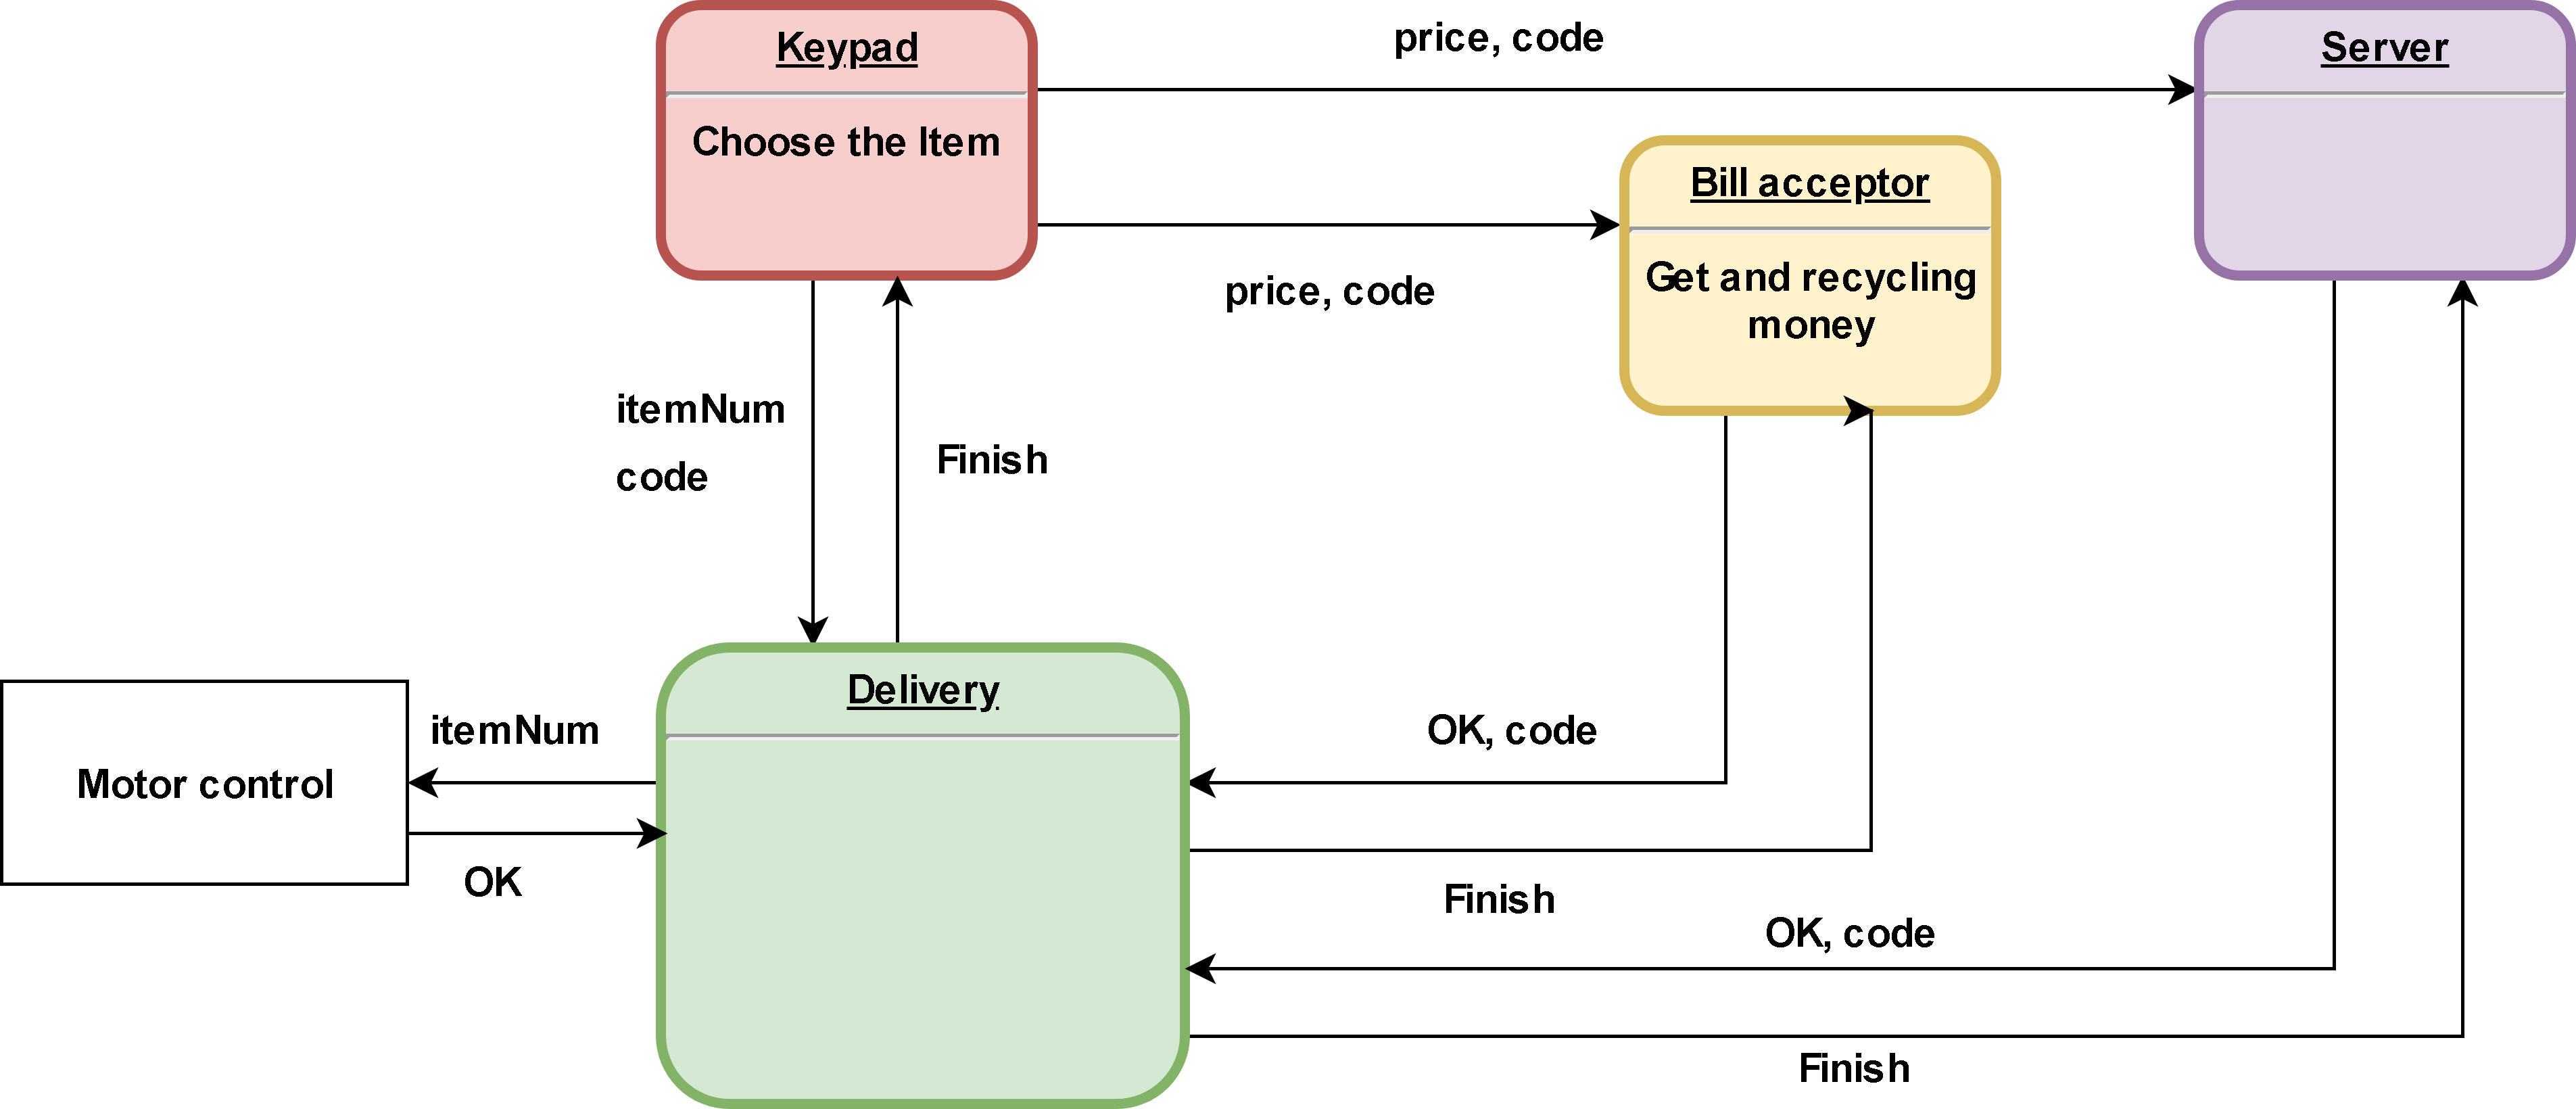 Keypad
Choose the Item
price, code
Server
Bill acceptor
Get and recycling
money
price, code
itemNum
code
Finish
Delivery
Motor control
itemNum
OK
OK, code
Finish
OK, code
Finish